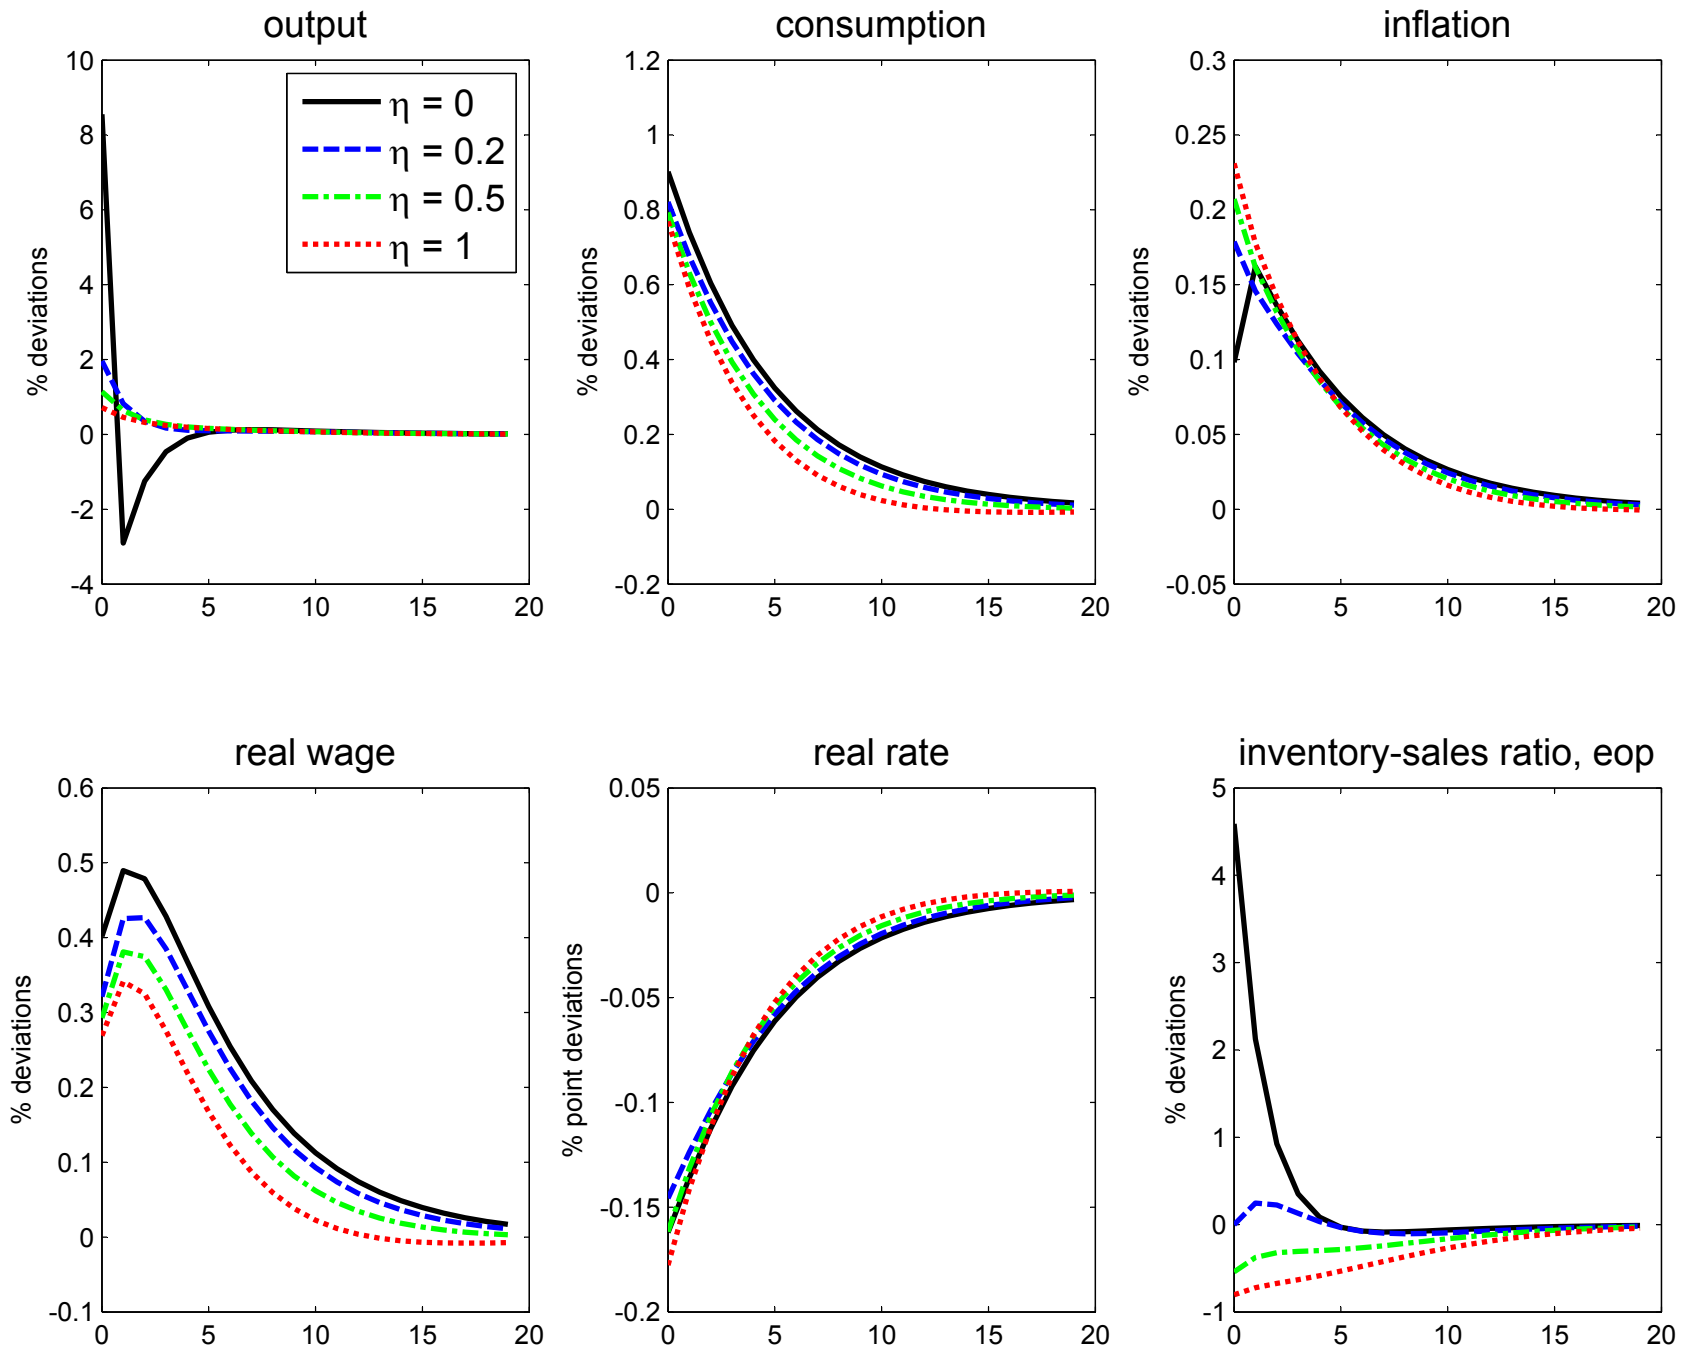 output
10
8
6
4
2
0
-2
-4
% deviations
0 5 10 15 20
η = 0
η = 0.2
η = 0.5
η = 1
consumption
1.2
1
0.8
0.6
0.4
0.2
0
-0.2
% deviations
0 5 10 15 20
inflation
0.3
0.25
0.2
0.15
0.1
0.05
0
-0.05
% deviations
0 5 10 15 20
real wage
0.6
0.5
0.4
0.3
0.2
0.1
0
-0.1
% deviations
0 5 10 15 20
real rate
0.05
0
-0.05
-0.1
-0.15
-0.2
% point deviations
0 5 10 15 20
inventory-sales ratio, eop
5
4
3
2
1
0
-1
% deviations
0 5 10 15 20